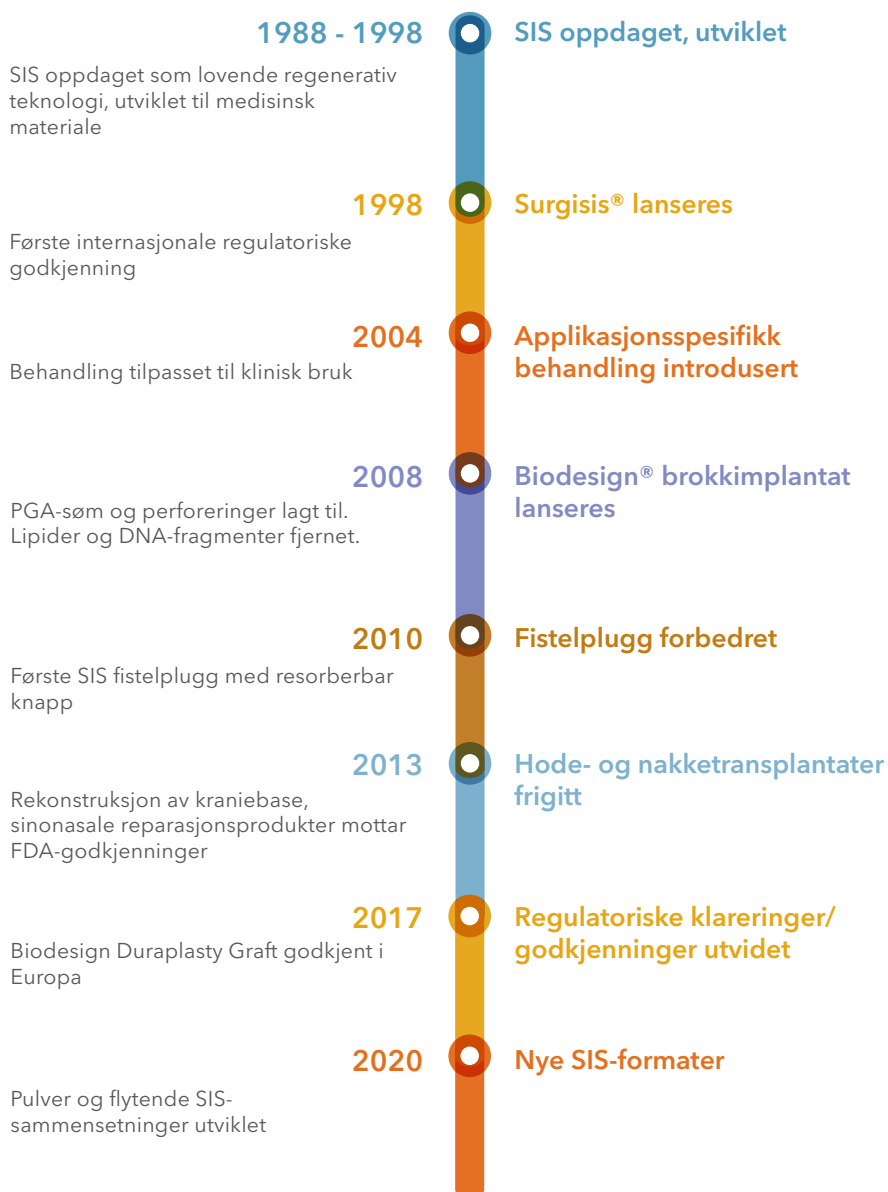 1988 - 1998
SIS oppdaget, utviklet
SIS oppdaget som lovende regenerativ
teknologi, utviklet til medisinsk
materiale
1998
Surgisis® lanseres
Første internasjonale regulatoriske
godkjenning
2004
Applikasjonsspesifikk
behandling introdusert
Behandling tilpasset til klinisk bruk
2008
Biodesign® brokkimplantat
lanseres
PGA-søm og perforeringer lagt til.
Lipider og DNA-fragmenter fjernet.
2010
Fistelplugg forbedret
Første SIS fistelplugg med resorberbar
knapp
2013
Hode- og nakketransplantater
frigitt
Rekonstruksjon av kraniebase,
sinonasale reparasjonsprodukter mottar
FDA-godkjenninger
2017
Regulatoriske klareringer/
godkjenninger utvidet
Biodesign Duraplasty Graft godkjent i
Europa
2020
Nye SIS-formater
Pulver og flytende SIS-
sammensetninger utviklet